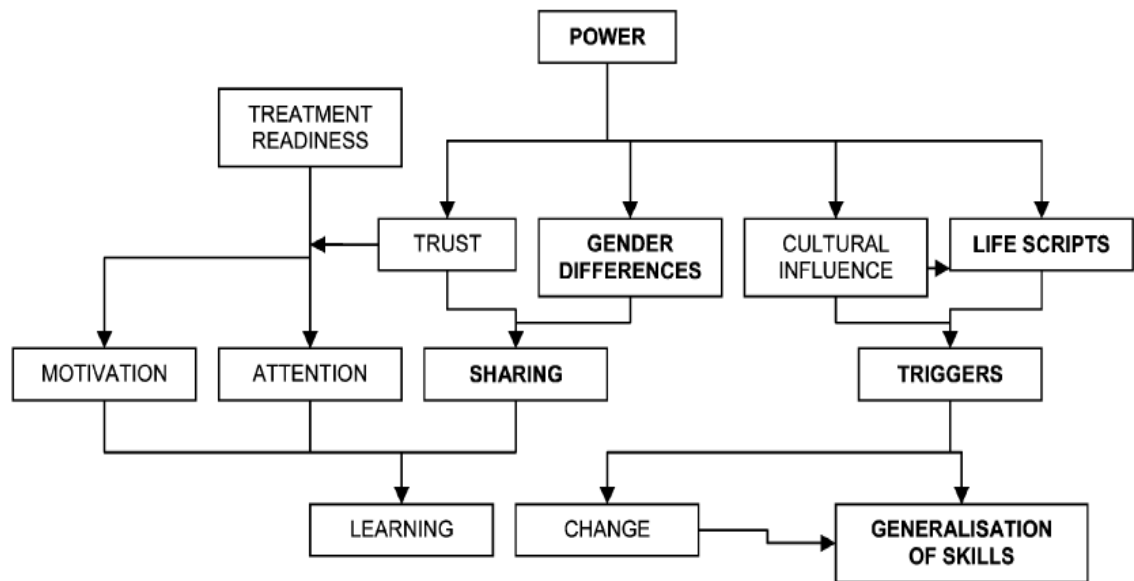 POWER
TREATMENT
READINESS
TRUST
GENDER
DIFFERENCES
CULTURAL
INFLUENCE
LIFE SCRIPTS
MOTIVATION
ATTENTION
SHARING
TRIGGERS
LEARNING
CHANGE
GENERALISATION
OF SKILLS